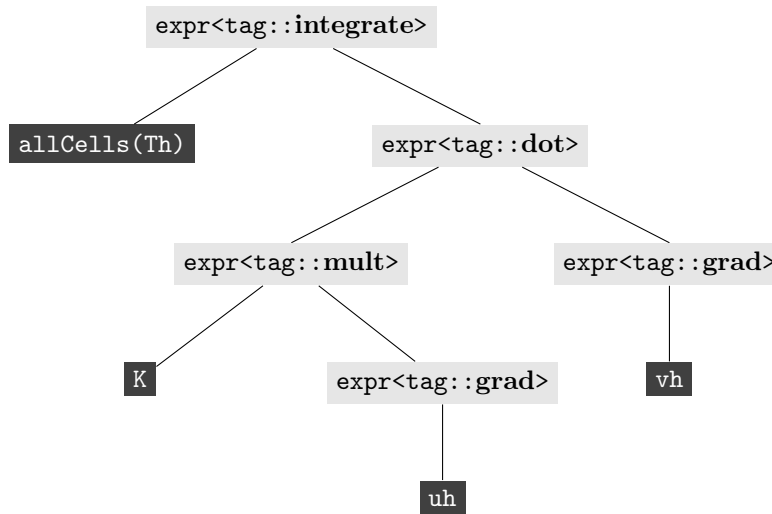 expr<tag::integrate>
allCells(Th)
expr<tag::dot>
expr<tag::mult>
expr<tag::grad>
K
expr<tag::grad>
vh
uh